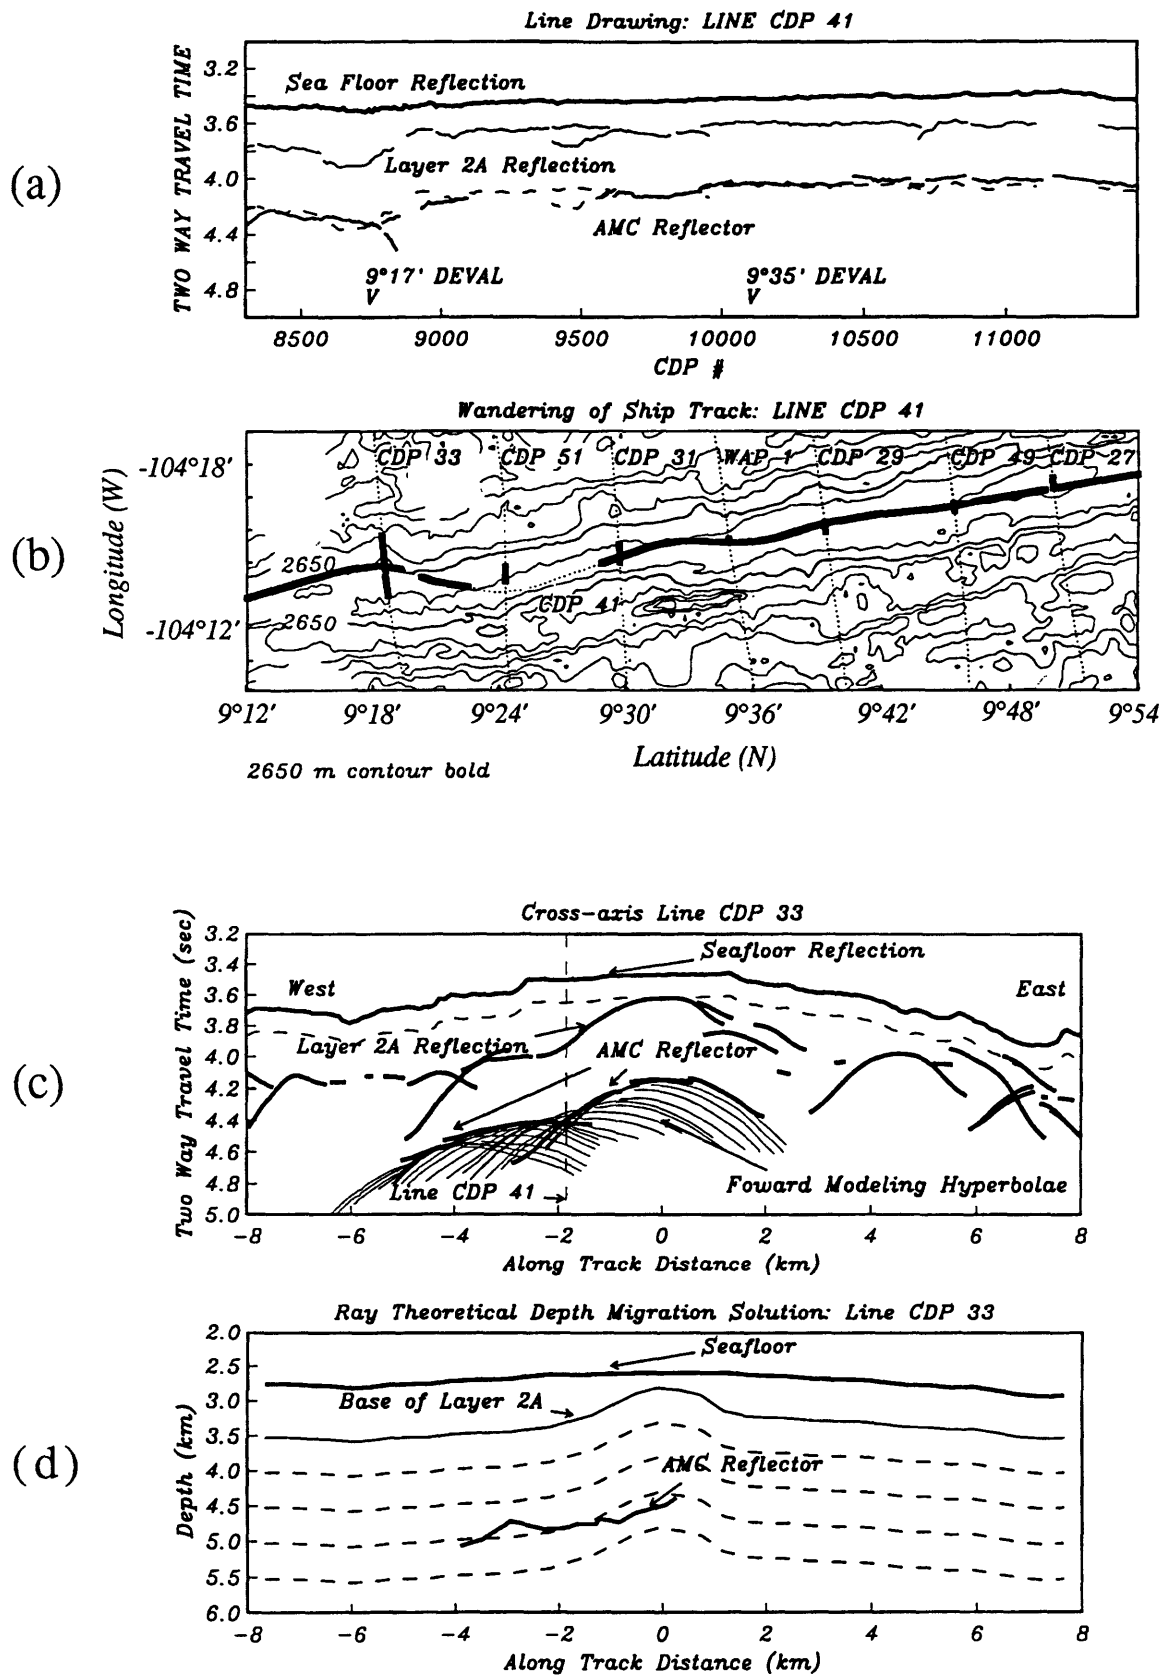 Line Drawing: LINE CDP 41
(a)
TWO WAY TRAVEL TIME
3.2
3.6
4.0
4.4
4.8
Sea Floor Reflection
Layer 2A Reflection
AMC Reflector
9°17' DEVAL
V
9°35' DEVAL
V
8500 9000 9500 10000 10500 11000
CDP #
Wandering of Ship Track: LINE CDP 41
(b)
Longitude (W)
-104°18'
-104°12'
CDP 33 CDP 51 CDP 31 WAP 1 CDP 29 CDP 49 CDP 27
2650
CDP 41
2650
9°12' 9°18' 9°24' 9°30' 9°36' 9°42' 9°48' 9°54'
Latitude (N)
2650 m contour bold
Cross-axis Line CDP 33
(c)
Two Way Travel Time (sec)
3.2
3.4
3.6
3.8
4.0
4.2
4.4
4.6
4.8
5.0
Seafloor Reflection
West
East
Layer 2A Reflection
AMC Reflector
Line CDP 41
Foward Modeling Hyperbolae
-8 -6 -4 -2 0 2 4 6 8
Along Track Distance (km)
Ray Theoretical Depth Migration Solution: Line CDP 33
(d)
Depth (km)
2.0
2.5
3.0
3.5
4.0
4.5
5.0
5.5
6.0
Seafloor
Base of Layer 2A
AMC Reflector
-8 -6 -4 -2 0 2 4 6 8
Along Track Distance (km)